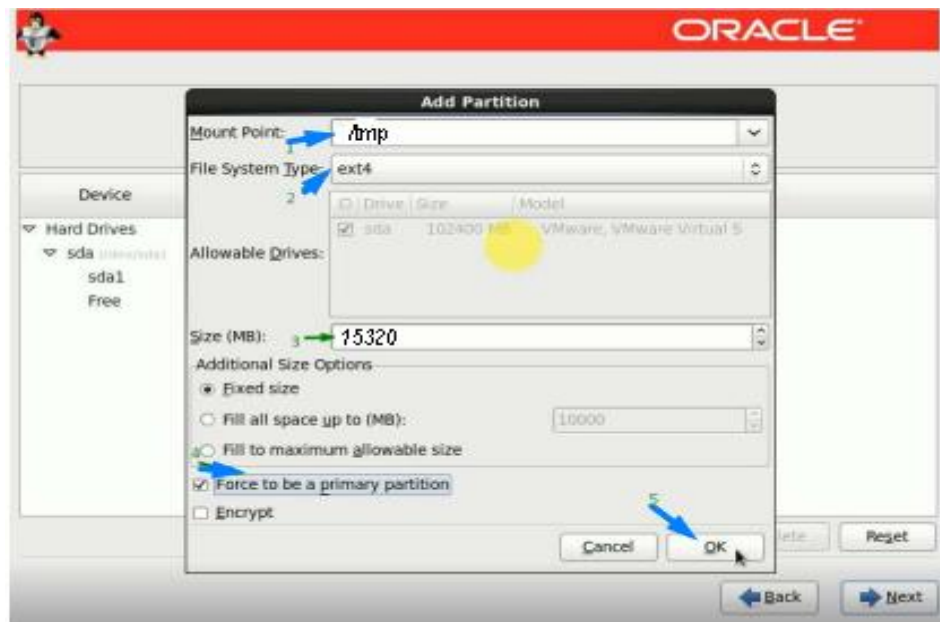 ORACLE
Add Partition
Mount Point: /tmp
1
File System Type: ext4
2
Device
Drive Size Model
sda 102400 MB VMware, VMware Virtual S
Hard Drives
sda
Allowable Drives:
sda1
Free
Size (MB): 3 15320
Additional Size Options
Fixed size
Fill all space up to (MB): 10000
Fill to maximum allowable size
Force to be a primary partition
5
Encrypt
Cancel OK
Reset
Back Next